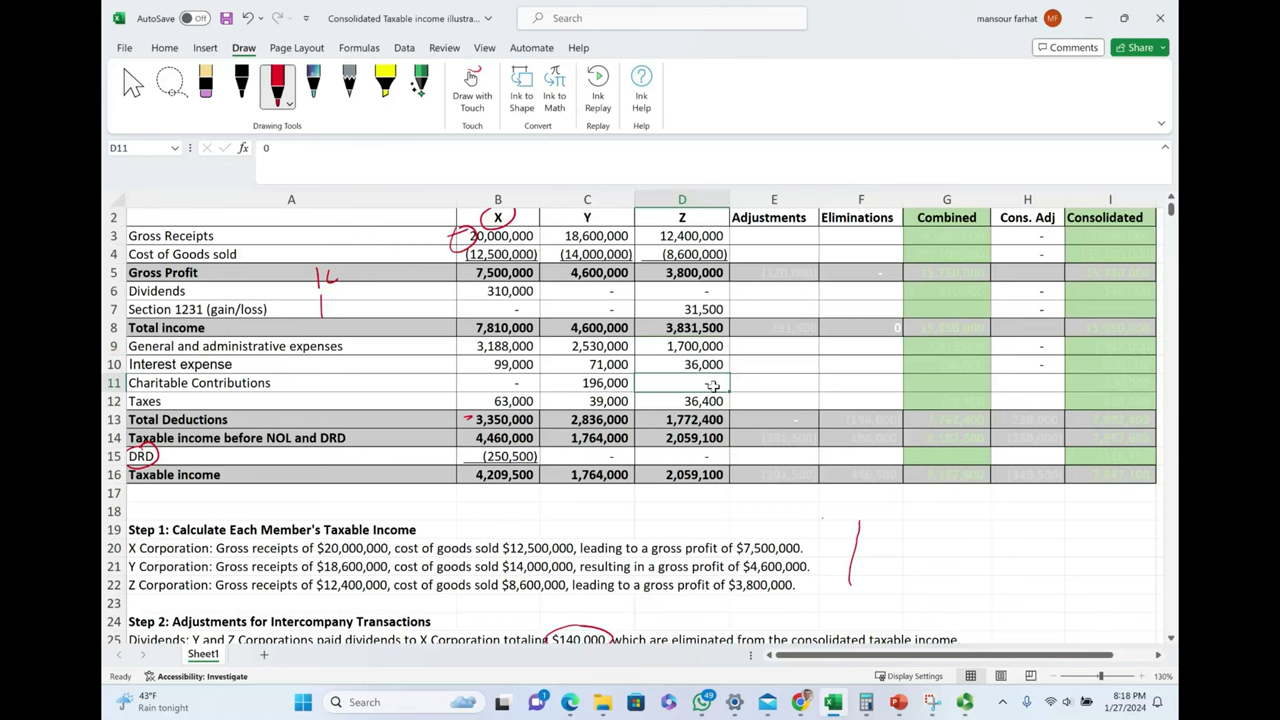 AutoSave Off Consolidated Taxable income illustra... Search mansour farhat MF
File Home Insert Draw Page Layout Formulas Data Review View Automate Help Comments Share
Draw with Touch Ink to Shape Ink to Math Ink Replay Ink Help
Drawing Tools Touch Convert Replay Help
D11 fx 0
A B C D E F G H I
2 X Y Z Adjustments Eliminations Combined Cons. Adj Consolidated
3 Gross Receipts 20,000,000 18,600,000 12,400,000 -
4 Cost of Goods sold (12,500,000) (14,000,000) (8,600,000) -
5 Gross Profit 7,500,000 4,600,000 3,800,000 -
6 Dividends 310,000 - - -
7 Section 1231 (gain/loss) - - 31,500 -
8 Total income 7,810,000 4,600,000 3,831,500 0
9 General and administrative expenses 3,188,000 2,530,000 1,700,000 -
10 Interest expense 99,000 71,000 36,000 -
11 Charitable Contributions - 196,000 -
12 Taxes 63,000 39,000 36,400
13 Total Deductions 3,350,000 2,836,000 1,772,400 -
14 Taxable income before NOL and DRD 4,460,000 1,764,000 2,059,100
15 DRD (250,500) - -
16 Taxable income 4,209,500 1,764,000 2,059,100
17
18
19 Step 1: Calculate Each Member's Taxable Income
20 X Corporation: Gross receipts of $20,000,000, cost of goods sold $12,500,000, leading to a gross profit of $7,500,000.
21 Y Corporation: Gross receipts of $18,600,000, cost of goods sold $14,000,000, resulting in a gross profit of $4,600,000.
22 Z Corporation: Gross receipts of $12,400,000, cost of goods sold $8,600,000, leading to a gross profit of $3,800,000.
23
24 Step 2: Adjustments for Intercompany Transactions
25 Dividends: Y and Z Corporations paid dividends to X Corporation totaling $140,000, which are eliminated from the consolidated taxable income.
Sheet1
Ready Accessibility: Investigate Display Settings 130%
43°F
Rain tonight
Search 1 49
8:18 PM
1/27/2024